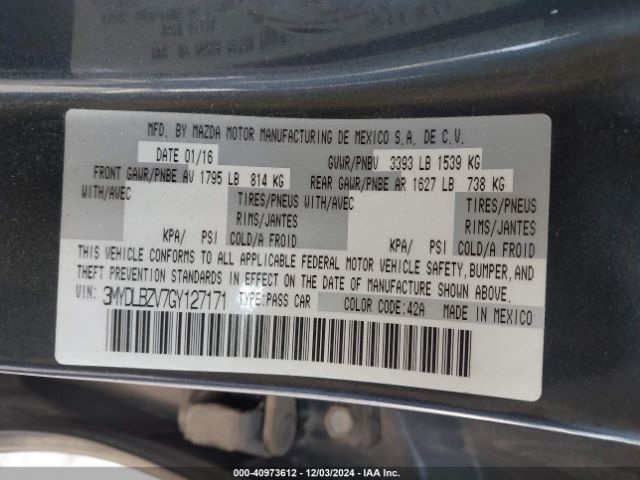 MFD. BY MAZDA MOTOR MANUFACTURING DE MEXICO S.A. DE C.V.
DATE 01/16 GVWR/PNBV 3393 LB 1539 KG
FRONT GAWR/PNBE AV 1795 LB 814 KG REAR GAWR/PNBE AR 1627 LB 738 KG
WITH/AVEC TIRES/PNEUS WITH/AVEC TIRES/PNEUS
RIMS/JANTES RIMS/JANTES
KPA/ PSI COLD/A FROID KPA/ PSI COLD/A FROID
THIS VEHICLE CONFORMS TO ALL APPLICABLE FEDERAL MOTOR VEHICLE SAFETY, BUMPER, AND
THEFT PREVENTION STANDARDS IN EFFECT ON THE DATE OF MANUFACTURE SHOWN ABOVE.
VIN: 3MYDLBZV7GY127171 TYPE:PASS CAR COLOR CODE:42A MADE IN MEXICO
000-40973612 - 12/03/2024 - IAA Inc.